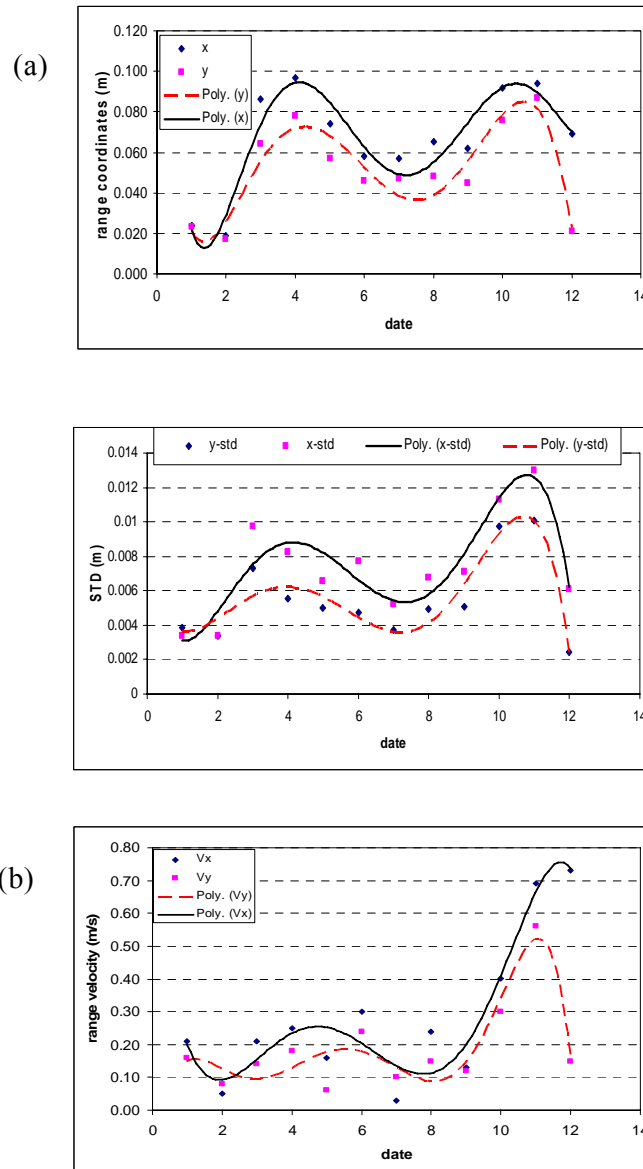 (a)
x
y
Poly. (y)
Poly. (x)
range coordinates (m)
0.120
0.100
0.080
0.060
0.040
0.020
0.000
0 2 4 6 8 10 12 14
date
y-std x-std Poly. (x-std) Poly. (y-std)
STD (m)
0.014
0.012
0.01
0.008
0.006
0.004
0.002
0
0 2 4 6 8 10 12 14
date
(b)
Vx
Vy
Poly. (Vy)
Poly. (Vx)
range velocity (m/s)
0.80
0.70
0.60
0.50
0.40
0.30
0.20
0.10
0.00
0 2 4 6 8 10 12 14
date